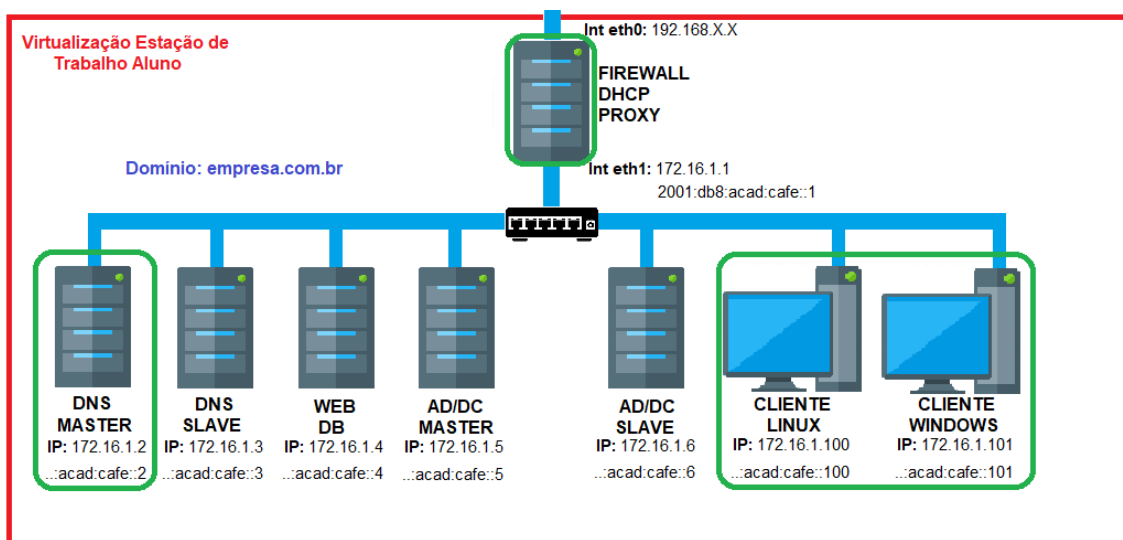 Virtualização Estação de
Trabalho Aluno
Int eth0: 192.168.X.X
FIREWALL
DHCP
PROXY
Domínio: empresa.com.br
Int eth1: 172.16.1.1
2001:db8:acad:cafe::1
DNS
MASTER
IP: 172.16.1.2
...:acad:cafe::2
DNS
SLAVE
IP: 172.16.1.3
...:acad:cafe::3
WEB
DB
IP: 172.16.1.4
...:acad:cafe::4
AD/DC
MASTER
IP: 172.16.1.5
...:acad:cafe::5
AD/DC
SLAVE
IP: 172.16.1.6
...:acad:cafe::6
CLIENTE
LINUX
IP: 172.16.1.100
...:acad:cafe::100
CLIENTE
WINDOWS
IP: 172.16.1.101
...:acad:cafe::101